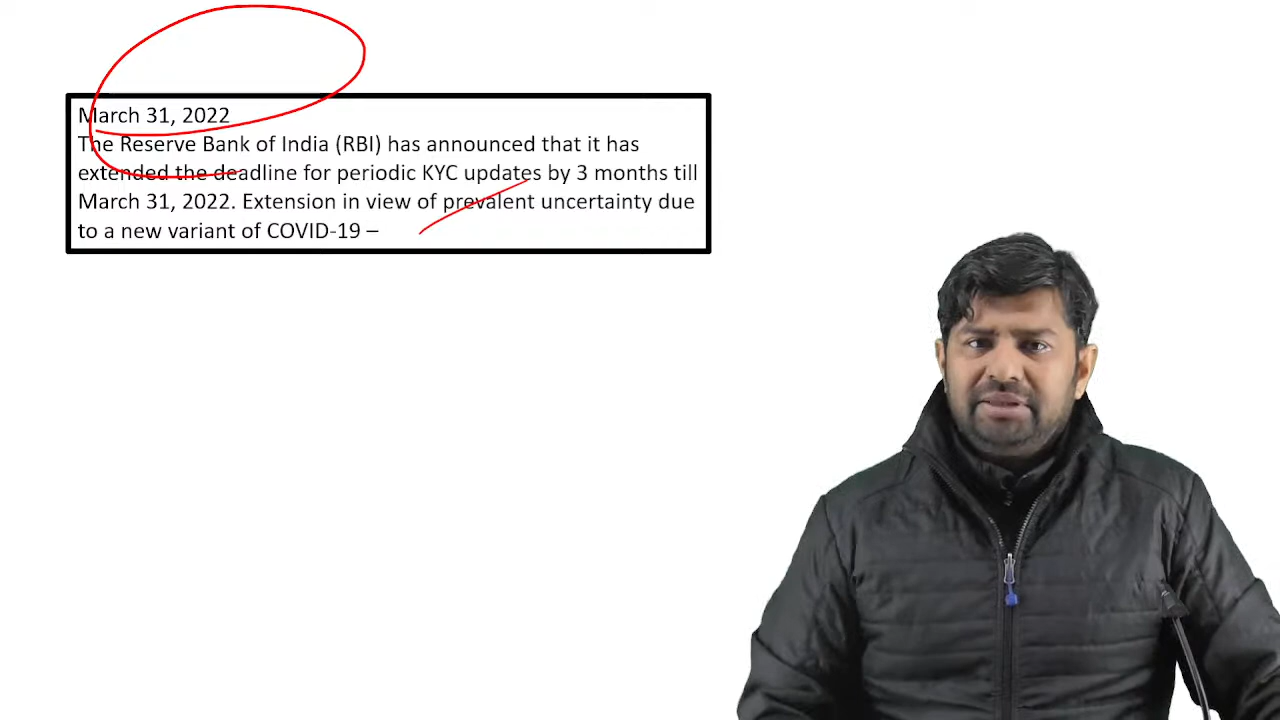 March 31, 2022
The Reserve Bank of India (RBI) has announced that it has
extended the deadline for periodic KYC updates by 3 months till
March 31, 2022. Extension in view of prevalent uncertainty due
to a new variant of COVID-19 –